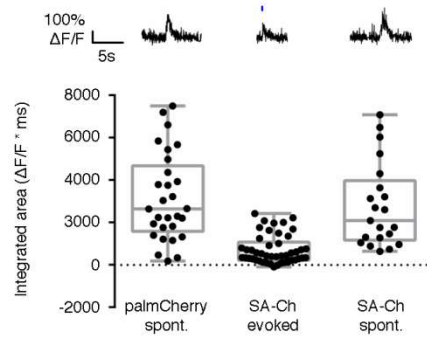 100%
ΔF/F
5s
Integrated area (ΔF/F * ms)
8000
6000
4000
2000
0
-2000
palmCherry
spont.
SA-Ch
evoked
SA-Ch
spont.